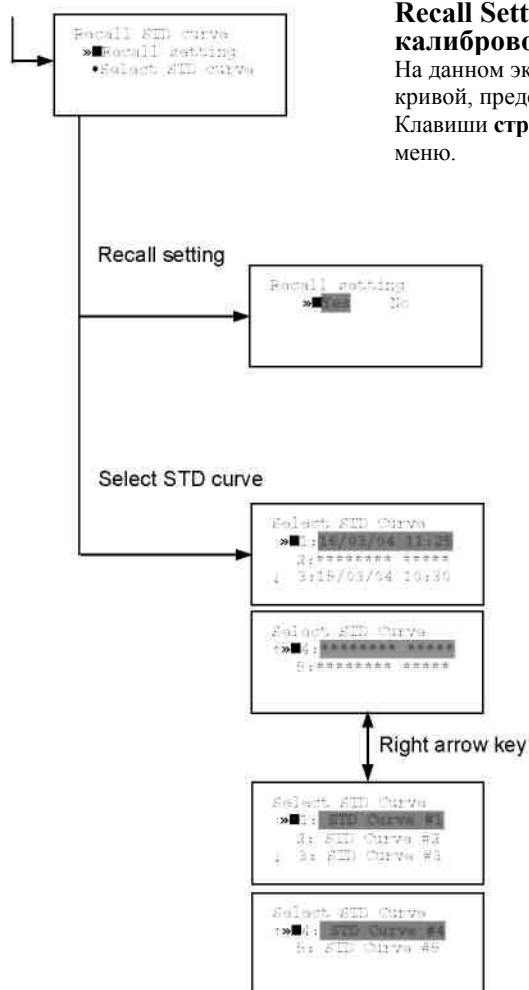 Recall Sett
калибровo
На данном эк
кривой, предо
Клавиши стр
меню.
Recall STD curve
»■Recall setting
•Select STD curve
Recall setting
Recall setting
»■Yes No
Select STD curve
Select STD Curve
»■1:16/03/04 11:25
2:******** *****
↓ 3:15/03/04 10:30
Select STD Curve
↑»■4:******** *****
5:******** *****
Right arrow key
Select STD Curve
»■1: STD Curve #1
2: STD Curve #2
↓ 3: STD Curve #3
Select STD Curve
↑»■4: STD Curve #4
5: STD Curve #5